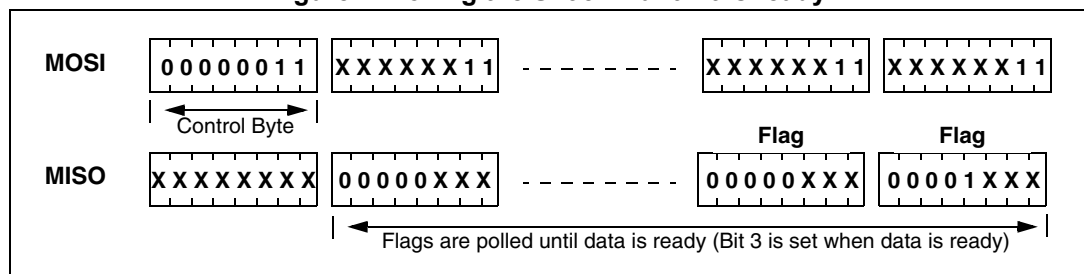 MOSI 0 0 0 0 0 0 1 1 X X X X X X 1 1 X X X X X X 1 1 X X X X X X 1 1
Control Byte
Flag Flag
MISO X X X X X X X X 0 0 0 0 0 X X X 0 0 0 0 0 X X X 0 0 0 0 1 X X X
Flags are polled until data is ready (Bit 3 is set when data is ready)